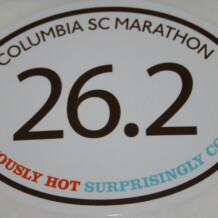 COLUMBIA SC MARATHON
26.2
HOT SURPRISINGLY